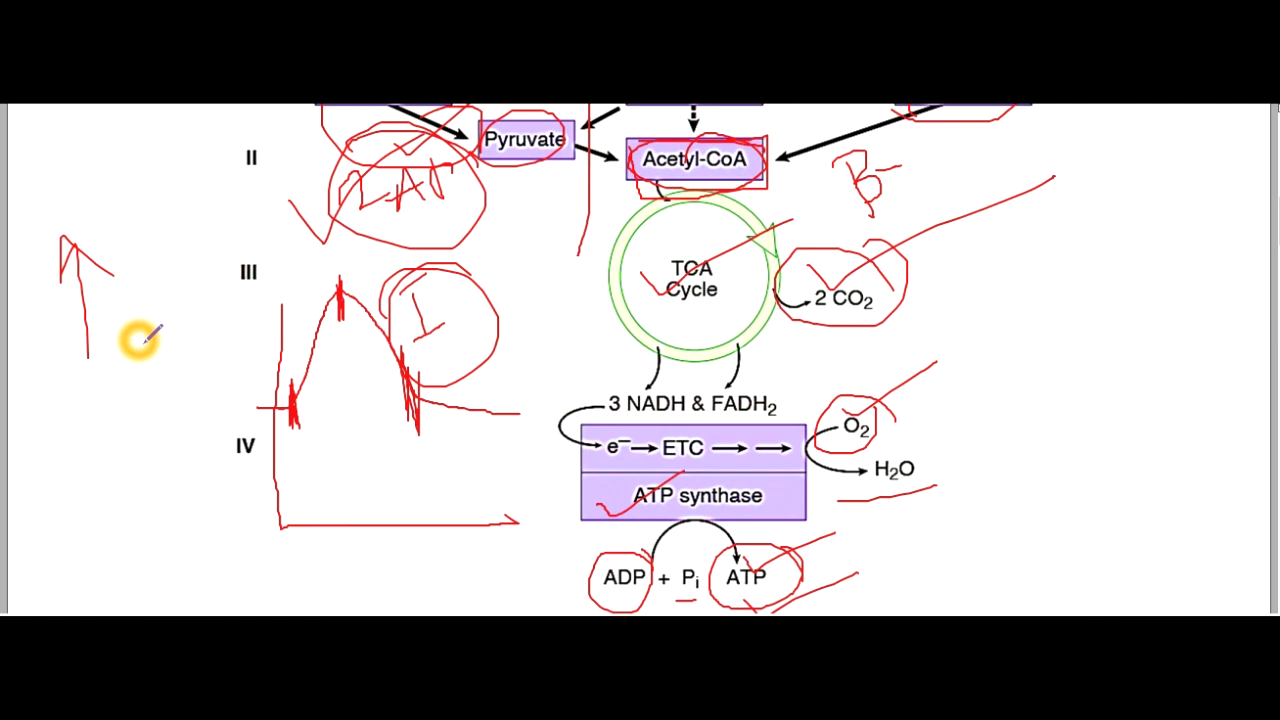 Pyruvate
II
Acetyl-CoA
III
TCA
Cycle
2 CO₂
I
3 NADH & FADH₂
O₂
IV
e⁻ → ETC → →
H₂O
ATP synthase
ADP + Pᵢ ATP